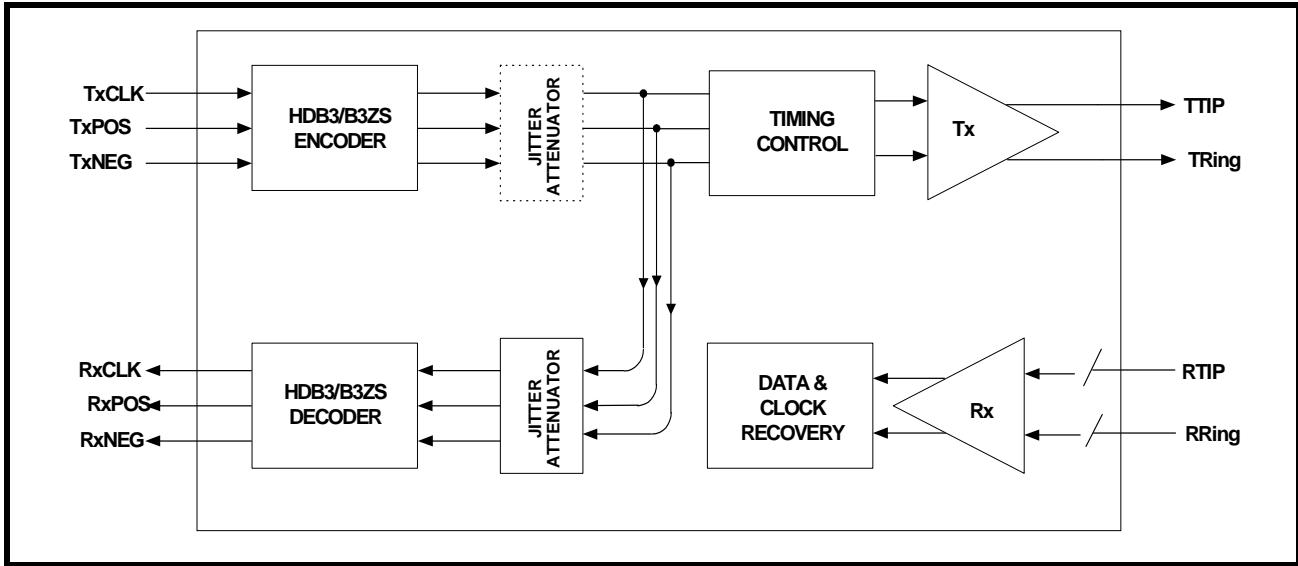 TxCLK
TxPOS
TxNEG
HDB3/B3ZS
ENCODER
JITTER
ATTENUATOR
TIMING
CONTROL
Tx
TTIP
TRing
RxCLK
RxPOS
RxNEG
HDB3/B3ZS
DECODER
JITTER
ATTENUATOR
DATA &
CLOCK
RECOVERY
Rx
RTIP
RRing